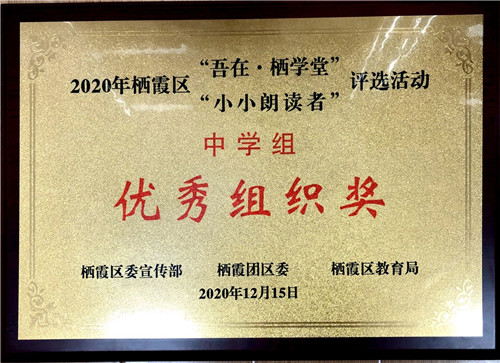 2020年栖霞区“吾在·栖学堂”“小小朗读者”评选活动
中学组
优秀组织奖
栖霞区委宣传部 栖霞团区委 栖霞区教育局
2020年12月15日